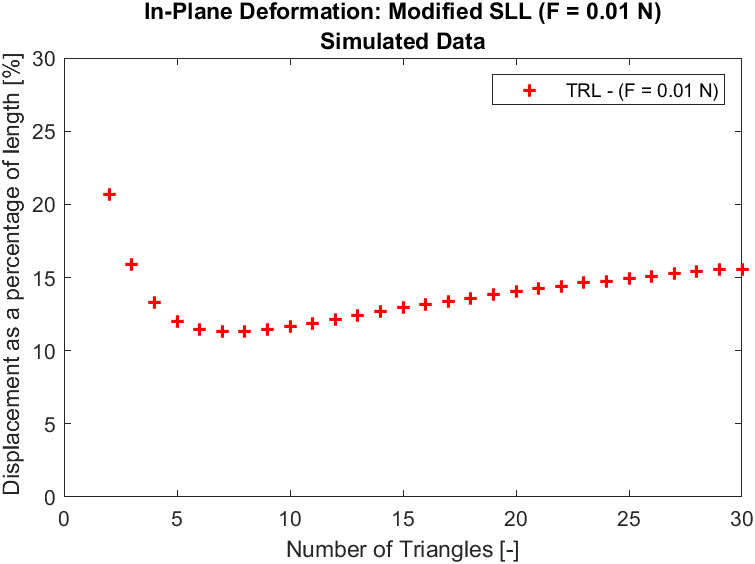 In-Plane Deformation: Modified SLL (F = 0.01 N)
Simulated Data
TRL - (F = 0.01 N)
Displacement as a percentage of length [%]
30
25
20
15
10
5
0
0 5 10 15 20 25 30
Number of Triangles [-]